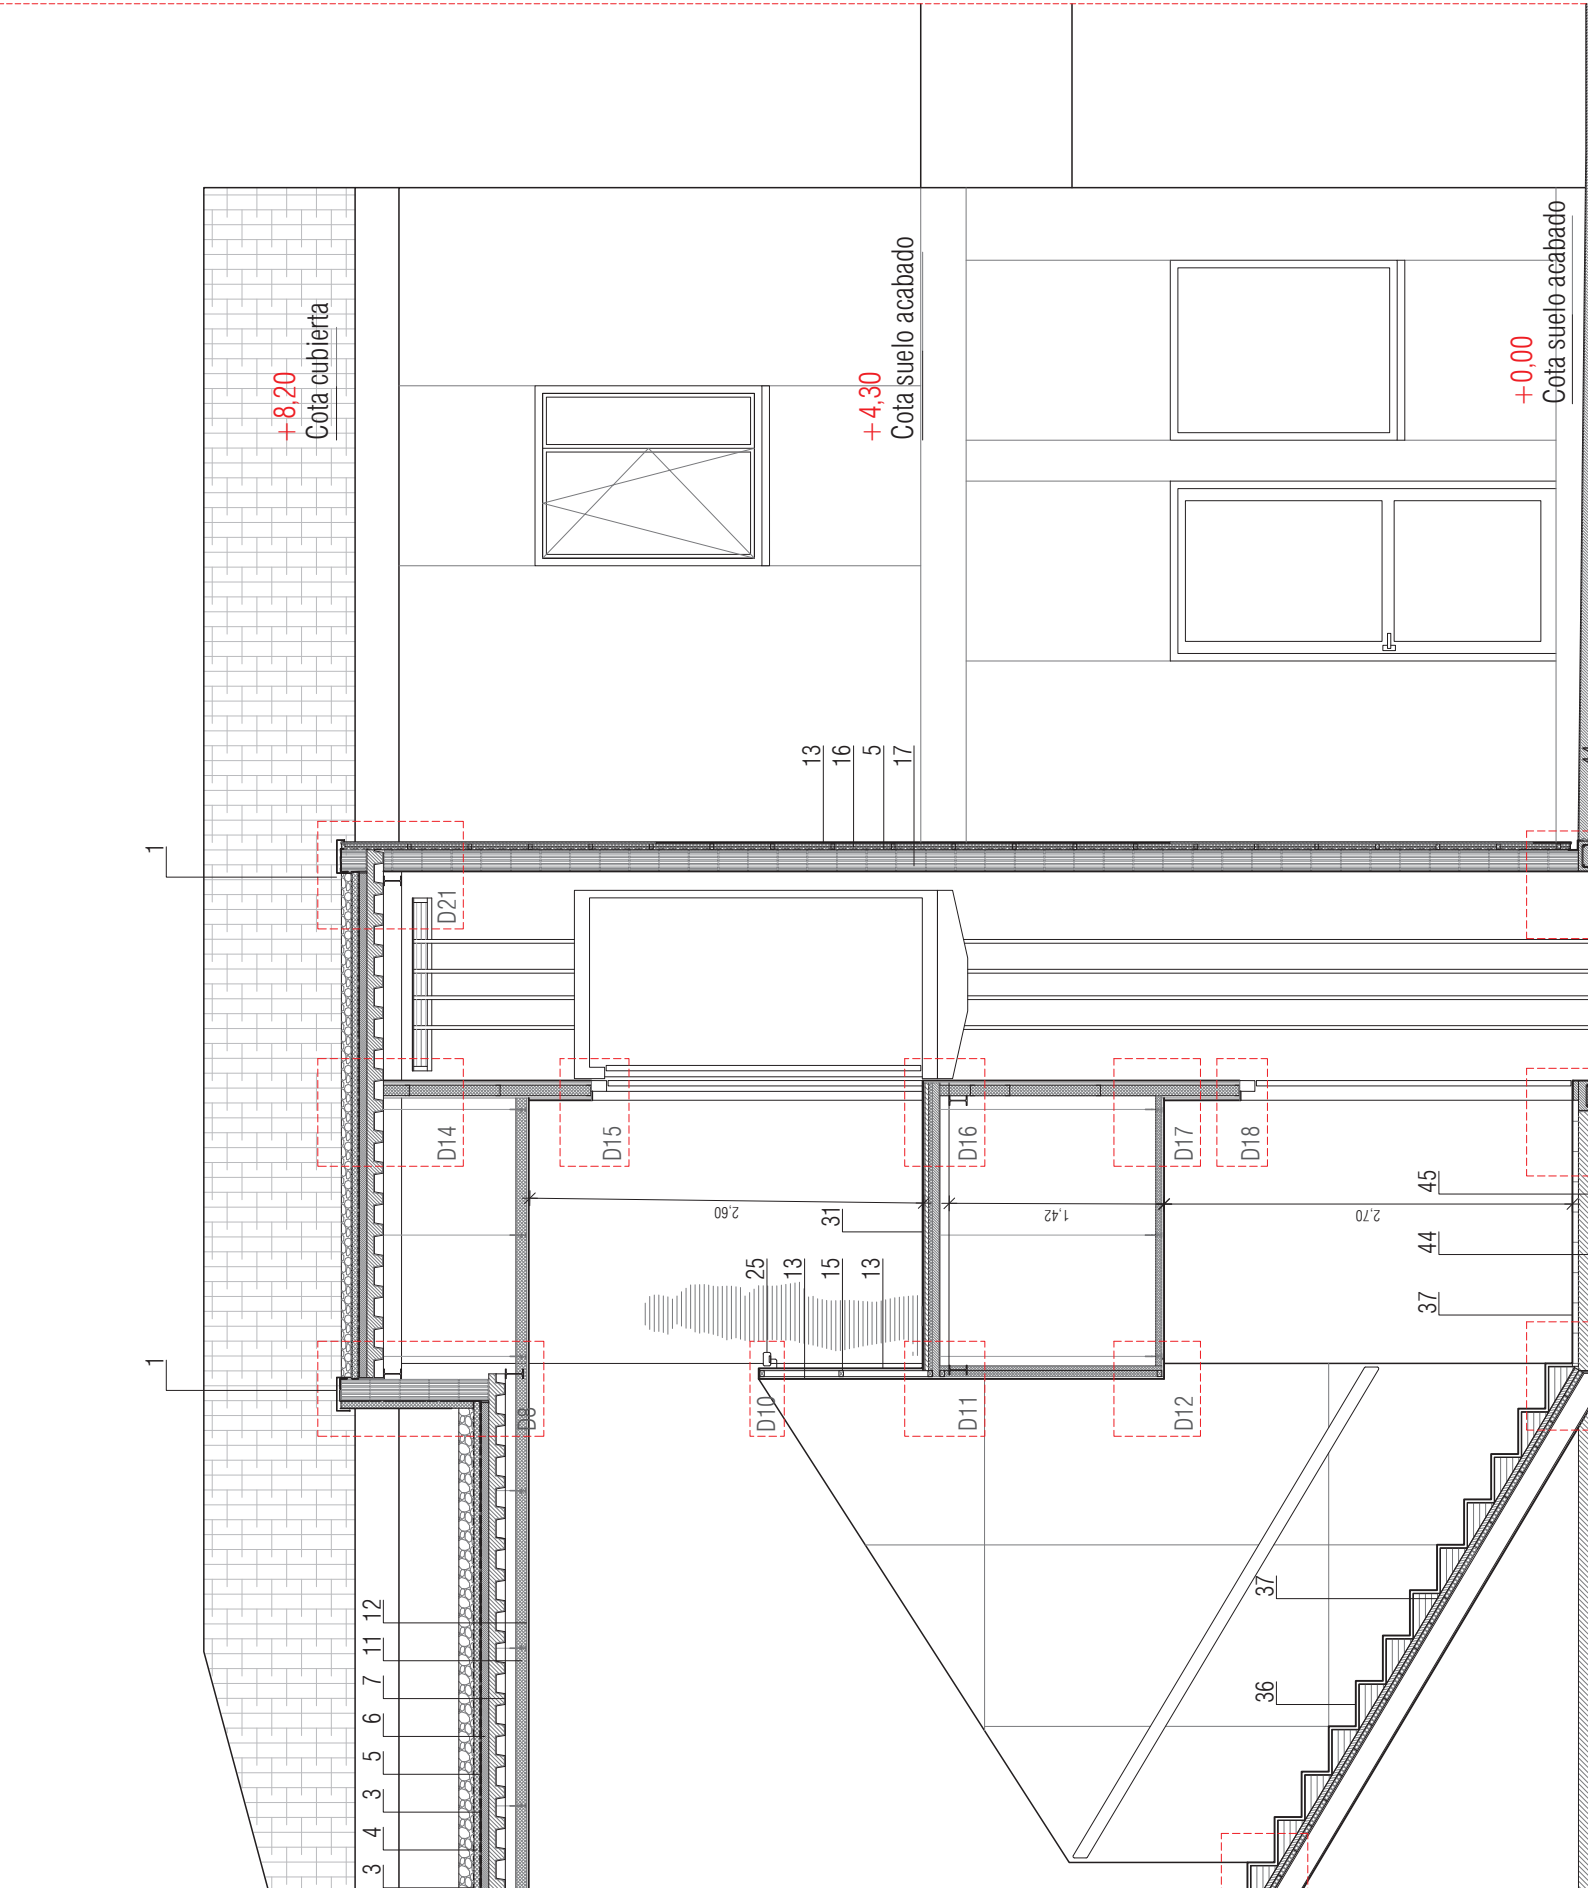 +8,20
Cota cubierta
+4,30
Cota suelo acabado
+0,00
Cota suelo acabado
13
16
5
17
1
D21
D14
D15
D16
D17
D18
2,60
1,42
2,70
31
45
44
37
25
13
15
13
1
D8
D10
D11
D12
12
11
7
6
5
3
4
3
37
36